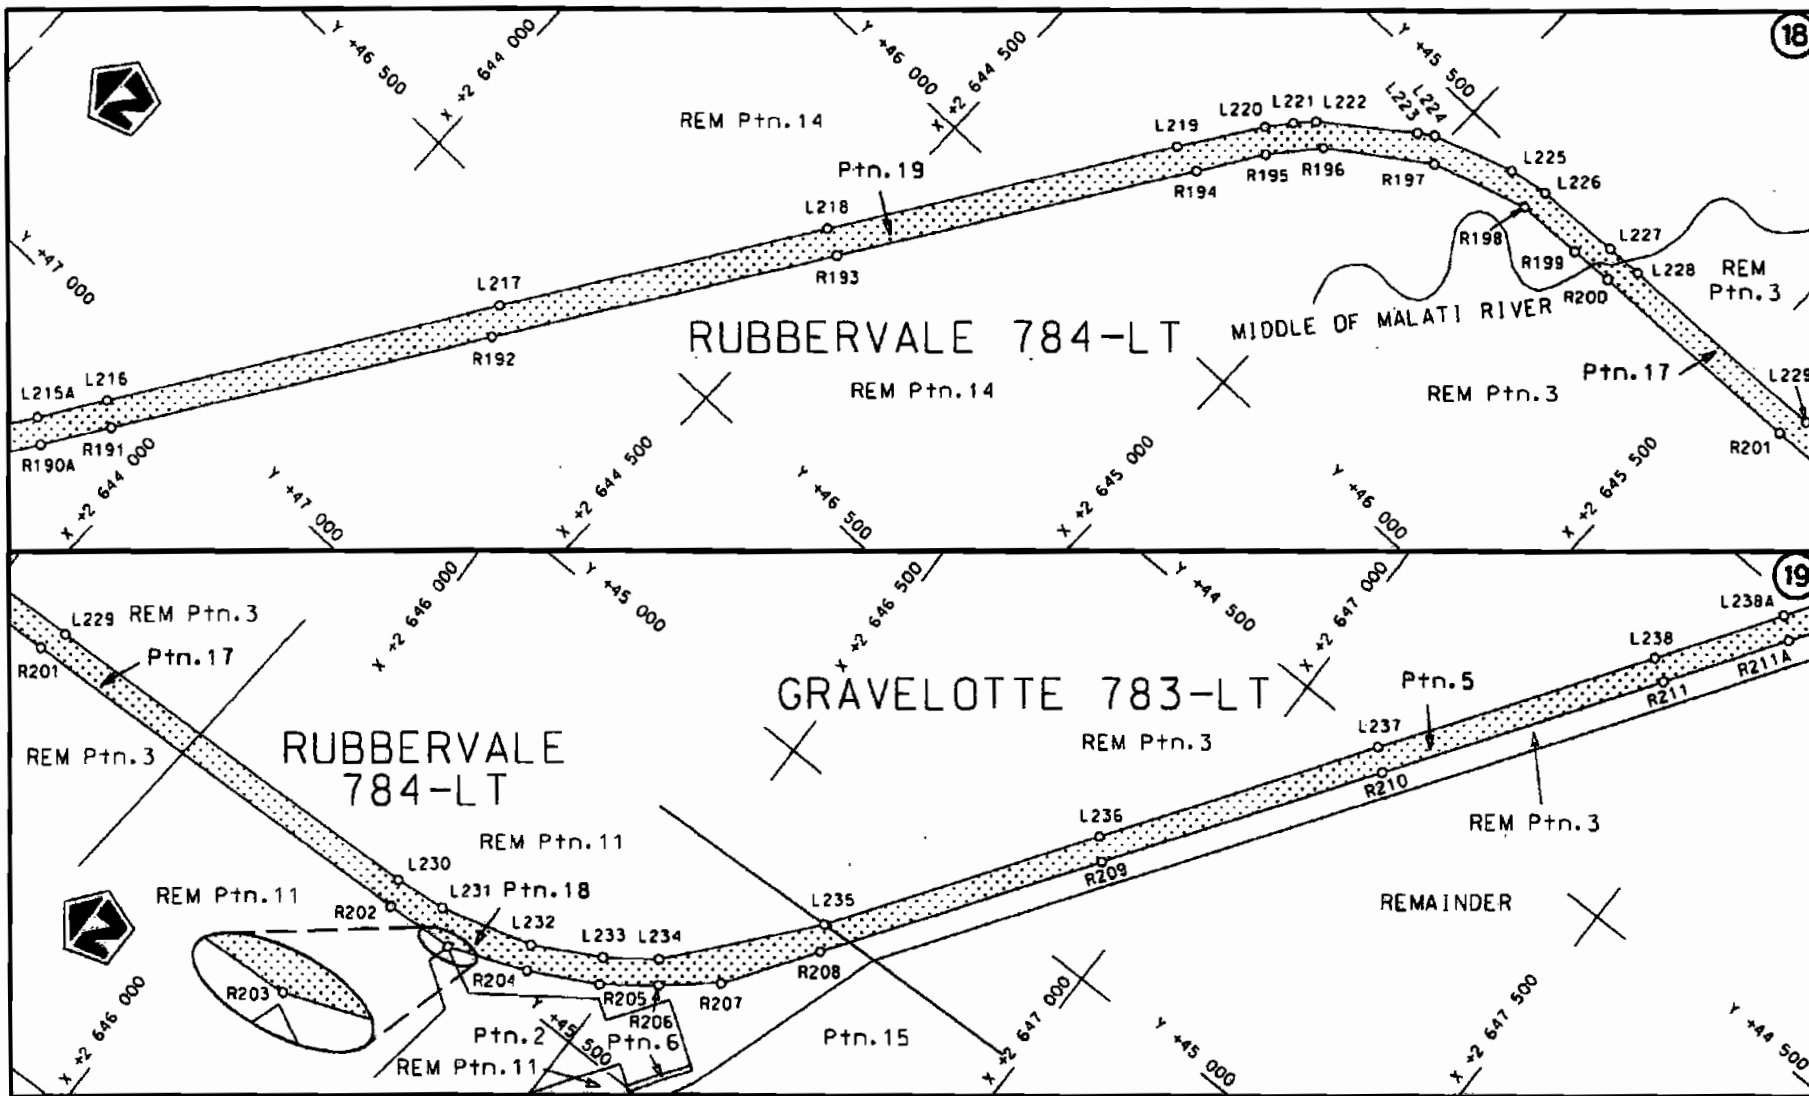 18
Y +46 500
X +2 644 000
Y +46 000
X +2 644 500
Y +45 500
REM Ptn.14
Ptn.19
L219
L220
L221
L222
L223
L224
L225
L226
R194
R195
R196
R197
R198
R199
R200
L227
L228
REM
Ptn.3
L218
R193
Y +47 000
L217
R192
RUBBERVALE 784-LT
REM Ptn.14
MIDDLE OF MALATI RIVER
REM Ptn.3
Ptn.17
L229
R201
L215A
L216
R190A
R191
X +2 644 000
Y +47 000
X +2 644 500
Y +46 500
X +2 645 000
Y +46 000
X +2 645 500
19
X +2 646 000
Y +45 000
X +2 646 500
Y +44 500
X +2 647 000
L229
REM Ptn.3
R201
Ptn.17
REM Ptn.3
RUBBERVALE
784-LT
GRAVELOTTE 783-LT
REM Ptn.3
Ptn.5
L238A
L238
R211A
R211
L237
R210
REM Ptn.3
L236
R209
REM Ptn.11
L230
REM Ptn.11
R202
L231
Ptn.18
L232
L233
L234
L235
REMAINDER
R203
R204
R205
R206
R207
R208
Ptn.2
Y +45 500
Ptn.6
REM Ptn.11
Ptn.15
X +2 646 000
X +2 647 000
Y +45 000
X +2 647 500
Y +44 500